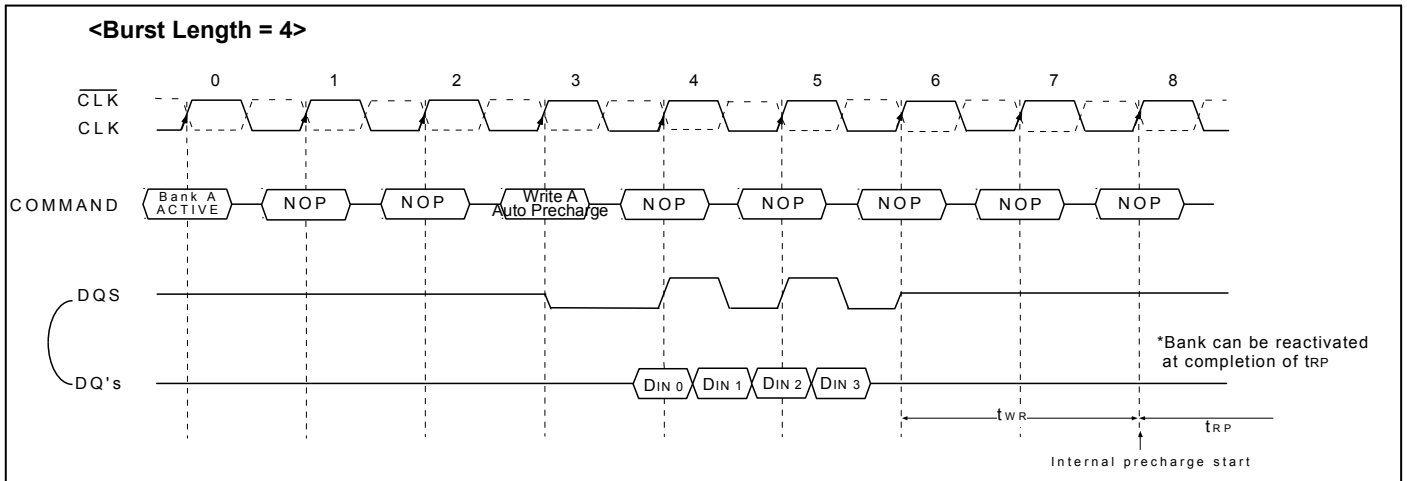 <Burst Length = 4>
0 1 2 3 4 5 6 7 8
CLK
CLK
COMMAND
Bank A
ACTIVE
NOP
NOP
Write A
Auto Precharge
NOP
NOP
NOP
NOP
NOP
DQS
*Bank can be reactivated
at completion of tRP
DQ's
DIN 0 DIN 1 DIN 2 DIN 3
tWR
tRP
Internal precharge start